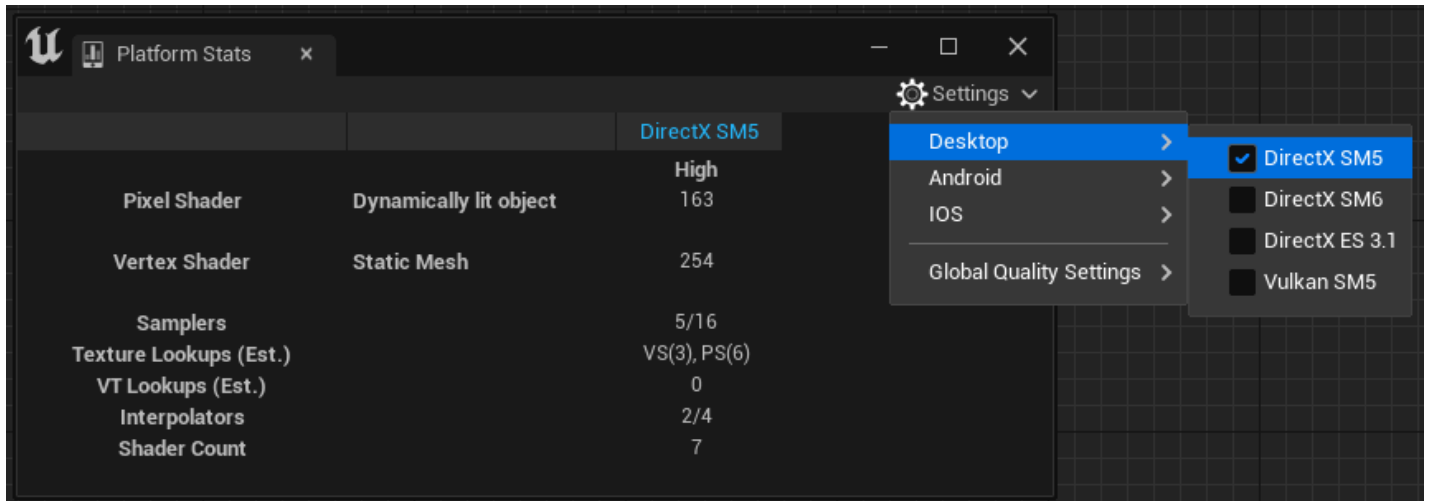 Platform Stats
Settings
DirectX SM5
Desktop
DirectX SM5
High
Android
DirectX SM6
Pixel Shader Dynamically lit object 163
IOS
DirectX ES 3.1
Vertex Shader Static Mesh 254
Global Quality Settings
Vulkan SM5
Samplers 5/16
Texture Lookups (Est.) VS(3), PS(6)
VT Lookups (Est.) 0
Interpolators 2/4
Shader Count 7